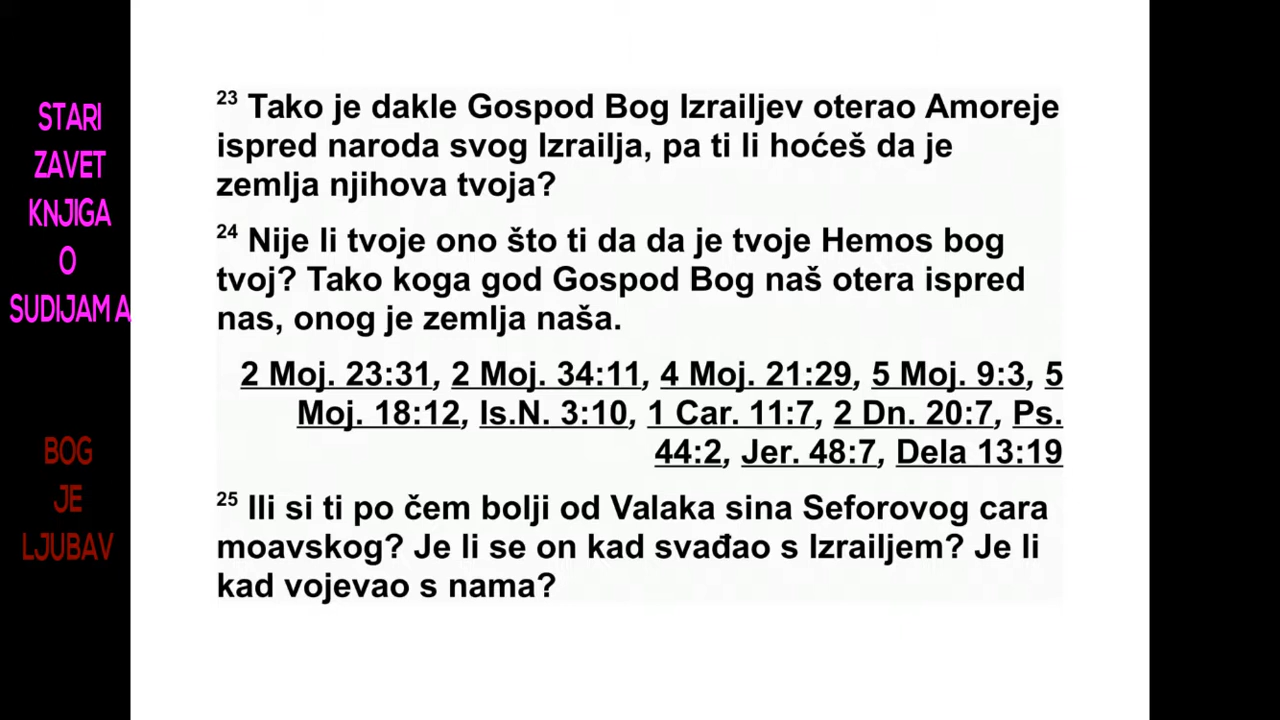 STARI
ZAVET
KNJIGA
O
SUDIJAMA
BOG
JE
LJUBAV
23 Tako je dakle Gospod Bog Izrailjev oterao Amoreje
ispred naroda svog Izrailja, pa ti li hoćeš da je
zemlja njihova tvoja?
24 Nije li tvoje ono što ti da da je tvoje Hemos bog
tvoj? Tako koga god Gospod Bog naš otera ispred
nas, onog je zemlja naša.
2 Moj. 23:31, 2 Moj. 34:11, 4 Moj. 21:29, 5 Moj. 9:3, 5
Moj. 18:12, Is.N. 3:10, 1 Car. 11:7, 2 Dn. 20:7, Ps.
44:2, Jer. 48:7, Dela 13:19
25 Ili si ti po čem bolji od Valaka sina Seforovog cara
moavskog? Je li se on kad svađao s Izrailjem? Je li
kad vojevao s nama?